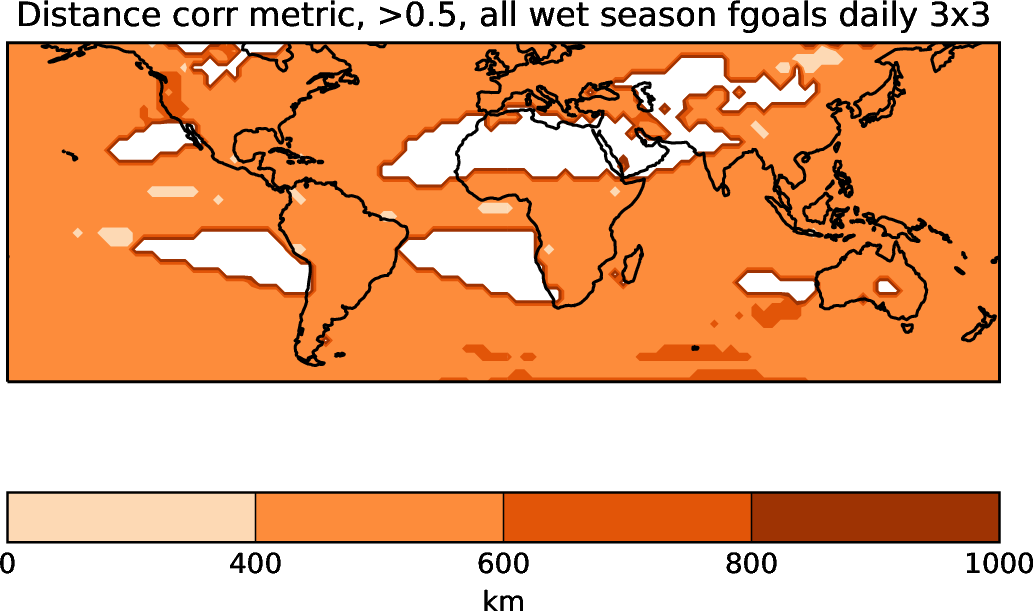 Distance corr metric, >0.5, all wet season fgoals daily 3x3
0 400 600 800 1000
km